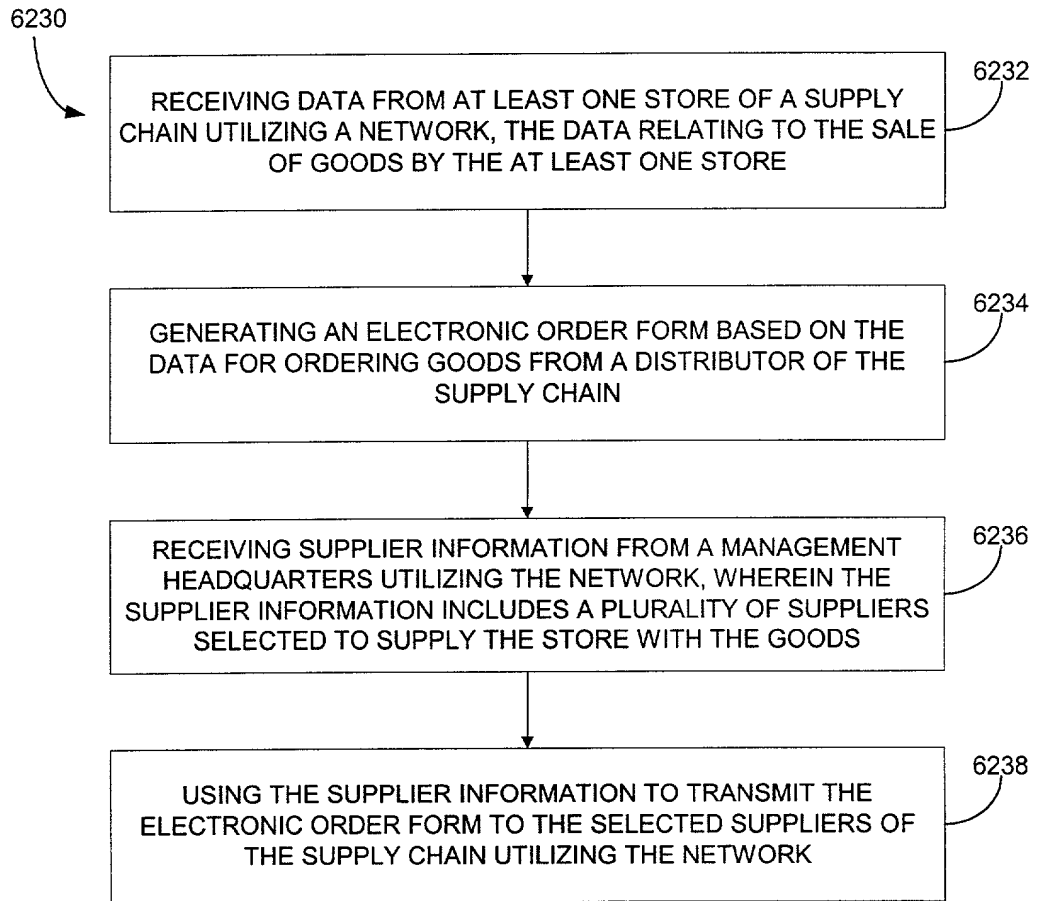 6230
6232
RECEIVING DATA FROM AT LEAST ONE STORE OF A SUPPLY
CHAIN UTILIZING A NETWORK, THE DATA RELATING TO THE SALE
OF GOODS BY THE AT LEAST ONE STORE
6234
GENERATING AN ELECTRONIC ORDER FORM BASED ON THE
DATA FOR ORDERING GOODS FROM A DISTRIBUTOR OF THE
SUPPLY CHAIN
6236
RECEIVING SUPPLIER INFORMATION FROM A MANAGEMENT
HEADQUARTERS UTILIZING THE NETWORK, WHEREIN THE
SUPPLIER INFORMATION INCLUDES A PLURALITY OF SUPPLIERS
SELECTED TO SUPPLY THE STORE WITH THE GOODS
6238
USING THE SUPPLIER INFORMATION TO TRANSMIT THE
ELECTRONIC ORDER FORM TO THE SELECTED SUPPLIERS OF
THE SUPPLY CHAIN UTILIZING THE NETWORK